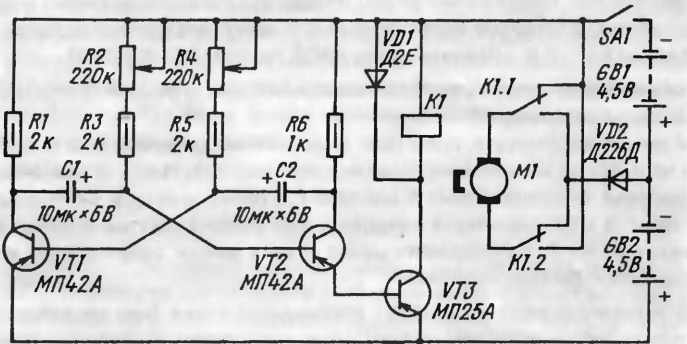 R2
220к
R4
220к
VD1
Д2Е
SA1
−
GB1
4,5В
+
K1.1
K1
R1
2к
R3
2к
R5
2к
R6
1к
VD2
Д226Д
M1
C1
+
10мк×6В
+
C2
10мк×6В
−
GB2
4,5В
+
K1.2
VT1
МП42А
VT2
МП42А
VT3
МП25А